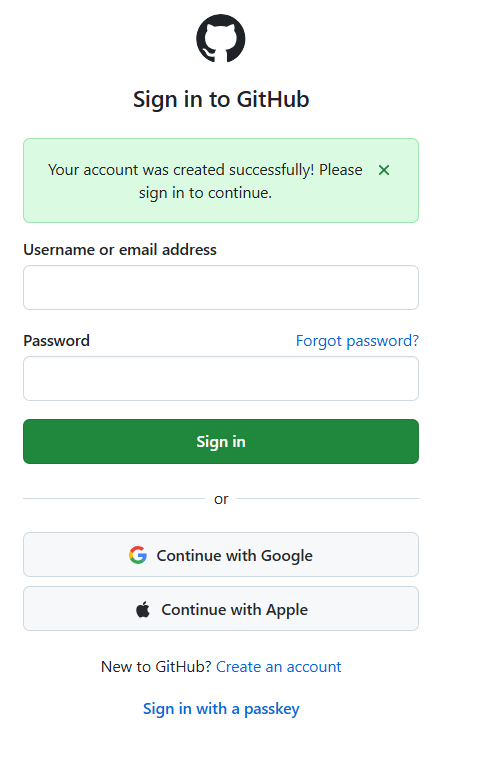 Sign in to GitHub
Your account was created successfully! Please
sign in to continue.
Username or email address
Password Forgot password?
Sign in
or
Continue with Google
Continue with Apple
New to GitHub? Create an account
Sign in with a passkey